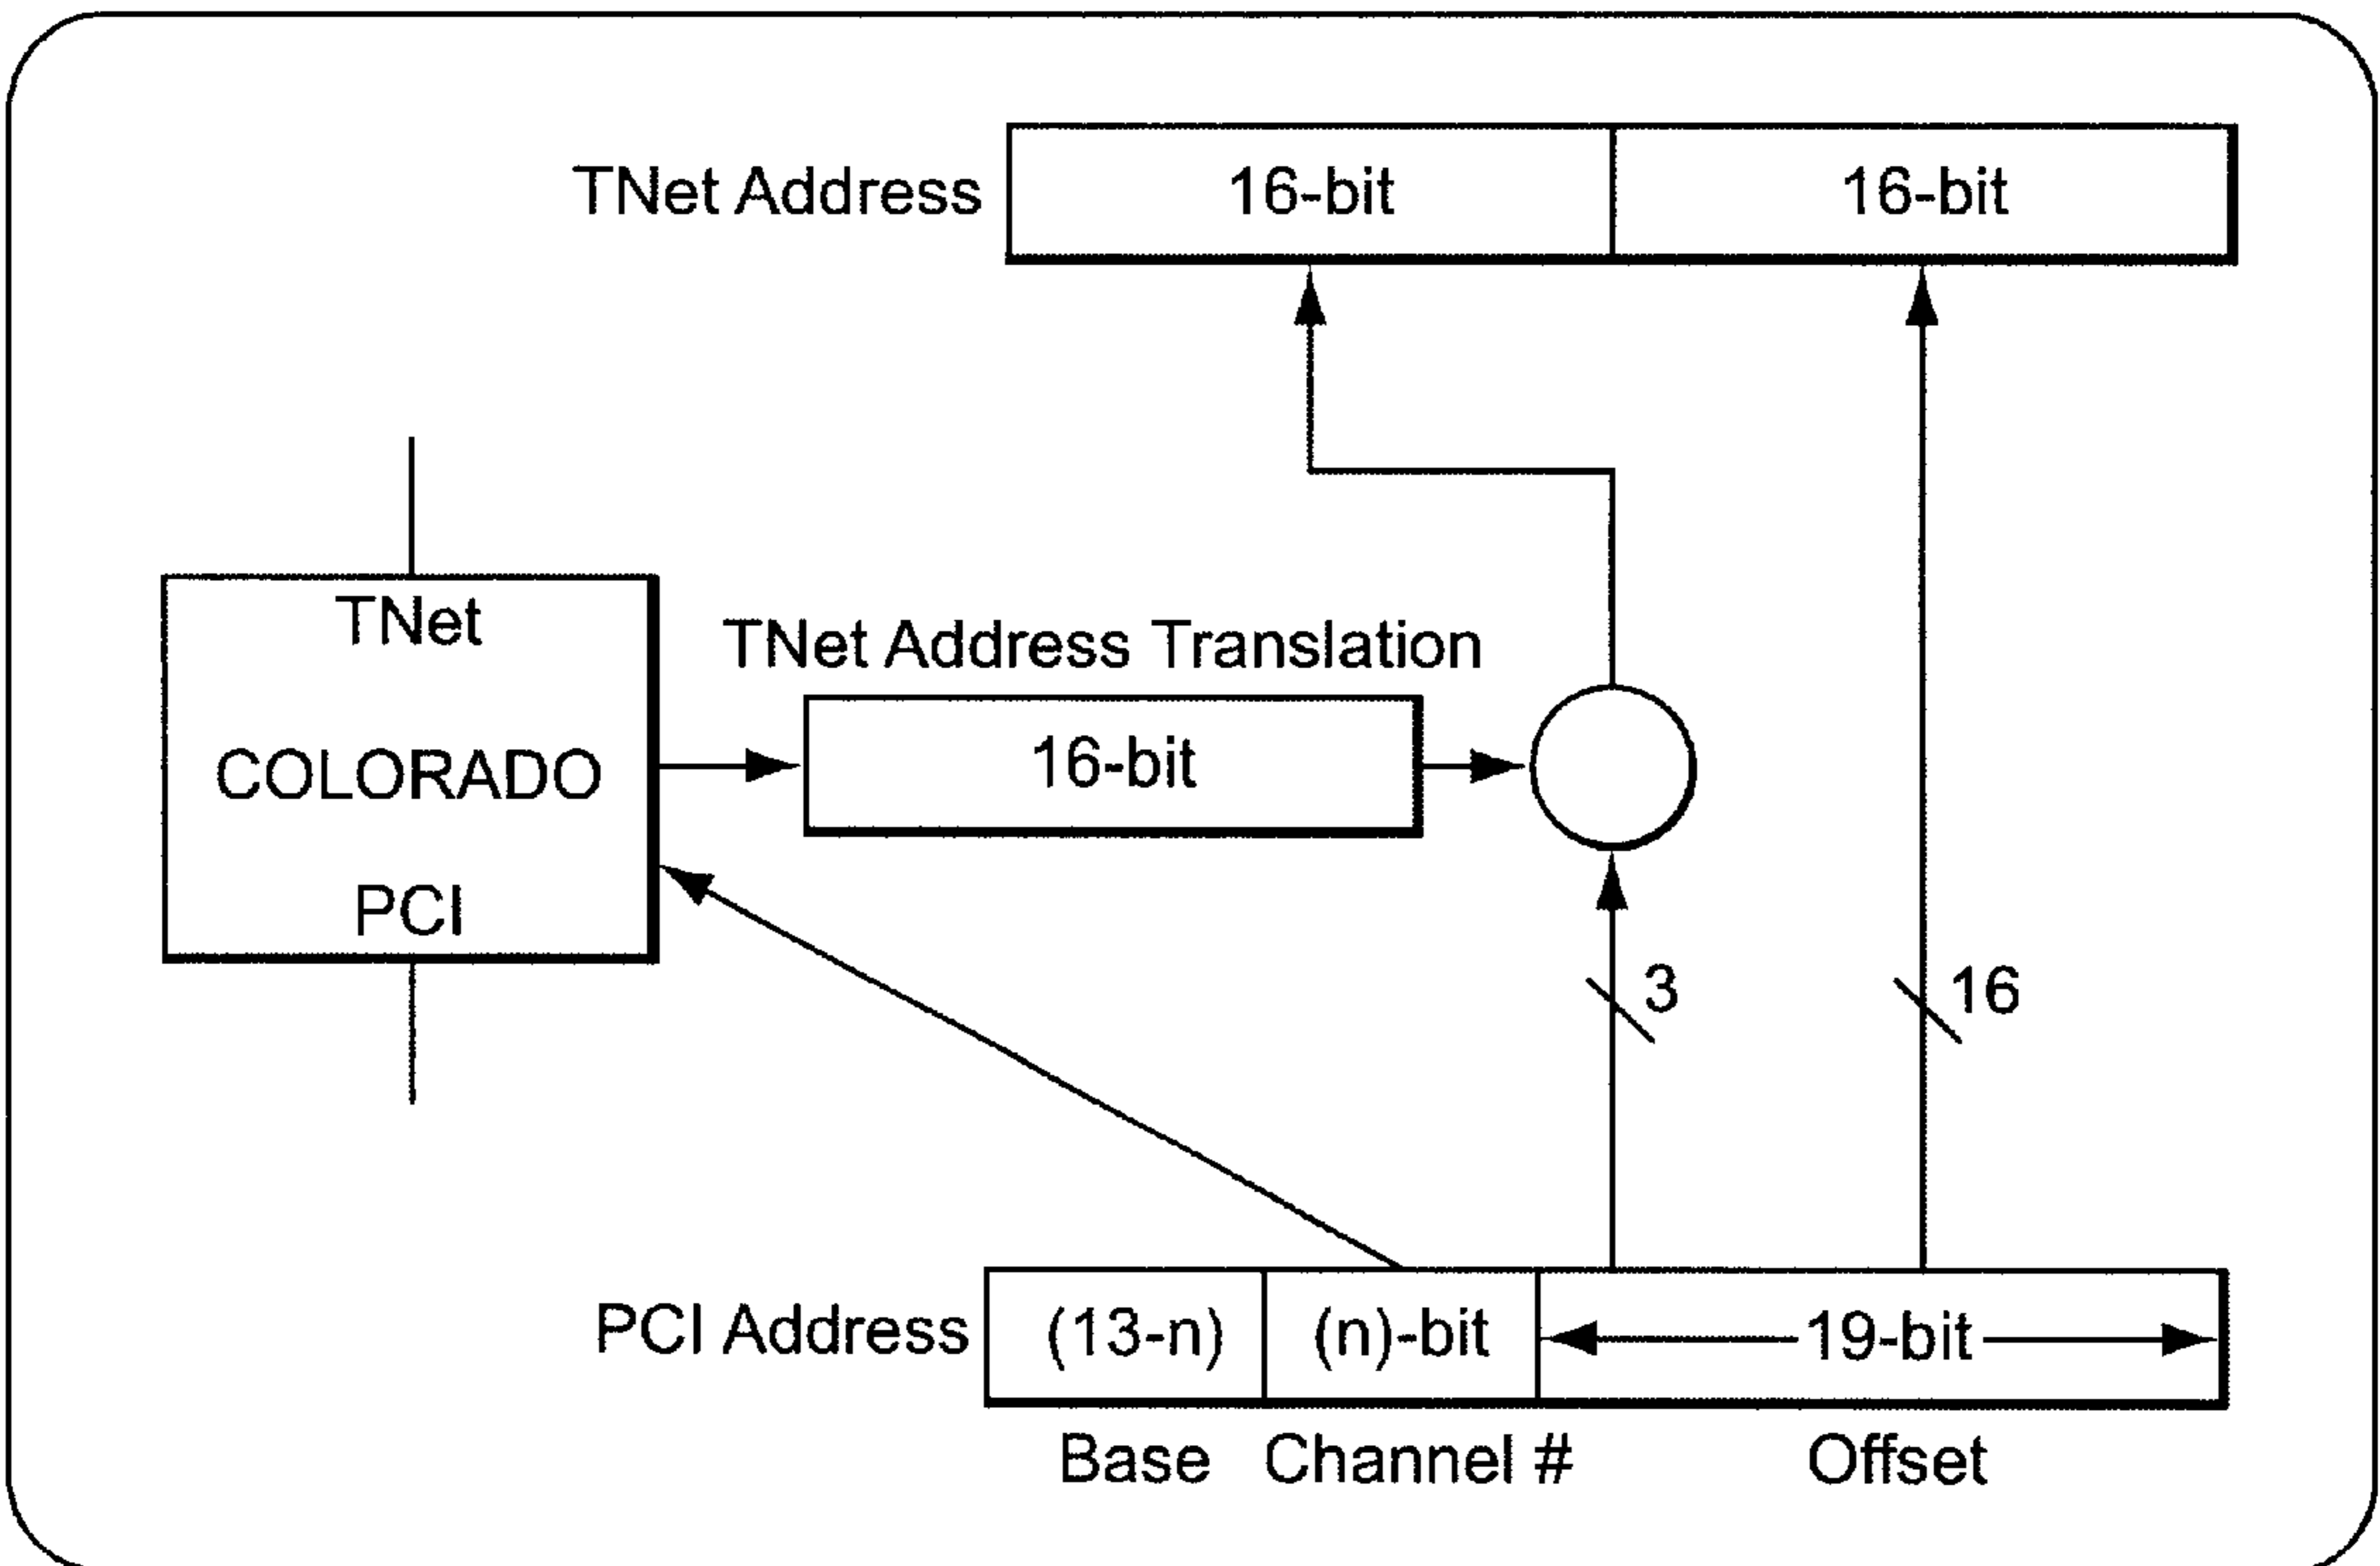 TNet Address 16-bit 16-bit
TNet
TNet Address Translation
COLORADO
16-bit
PCI
3
16
PCI Address (13-n) (n)-bit 19-bit
Base Channel # Offset